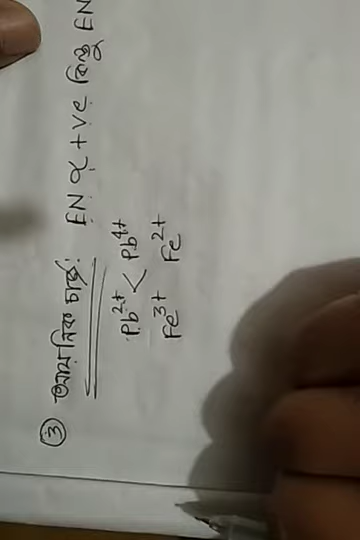 ③ আয়নিক চার্জ: EN ∝ +ve কিন্তু EN
Pb²⁺ < Pb⁴⁺
Fe³⁺ Fe²⁺